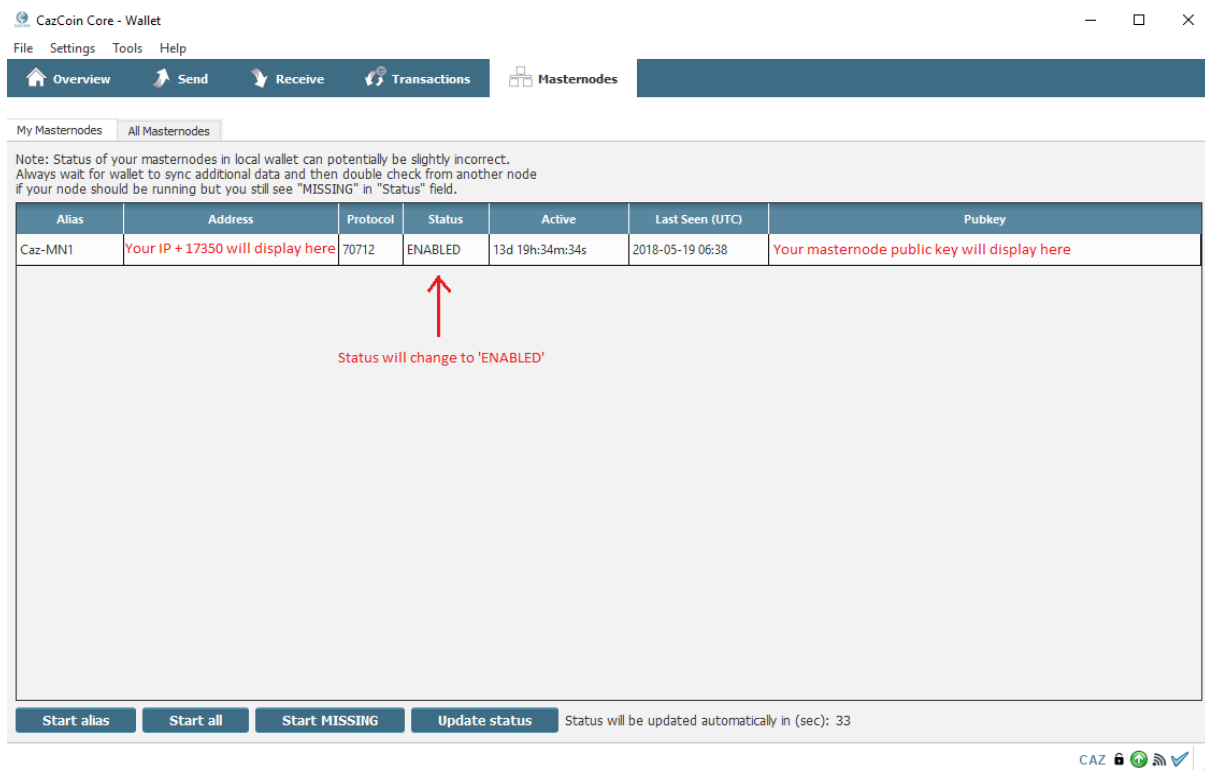 CazCoin Core - Wallet
File Settings Tools Help
Overview Send Receive Transactions Masternodes
My Masternodes All Masternodes
Note: Status of your masternodes in local wallet can potentially be slightly incorrect.
Always wait for wallet to sync additional data and then double check from another node
if your node should be running but you still see "MISSING" in "Status" field.
Alias Address Protocol Status Active Last Seen (UTC) Pubkey
Caz-MN1 Your IP + 17350 will display here 70712 ENABLED 13d 19h:34m:34s 2018-05-19 06:38 Your masternode public key will display here
Status will change to 'ENABLED'
Start alias Start all Start MISSING Update status Status will be updated automatically in (sec): 33
CAZ